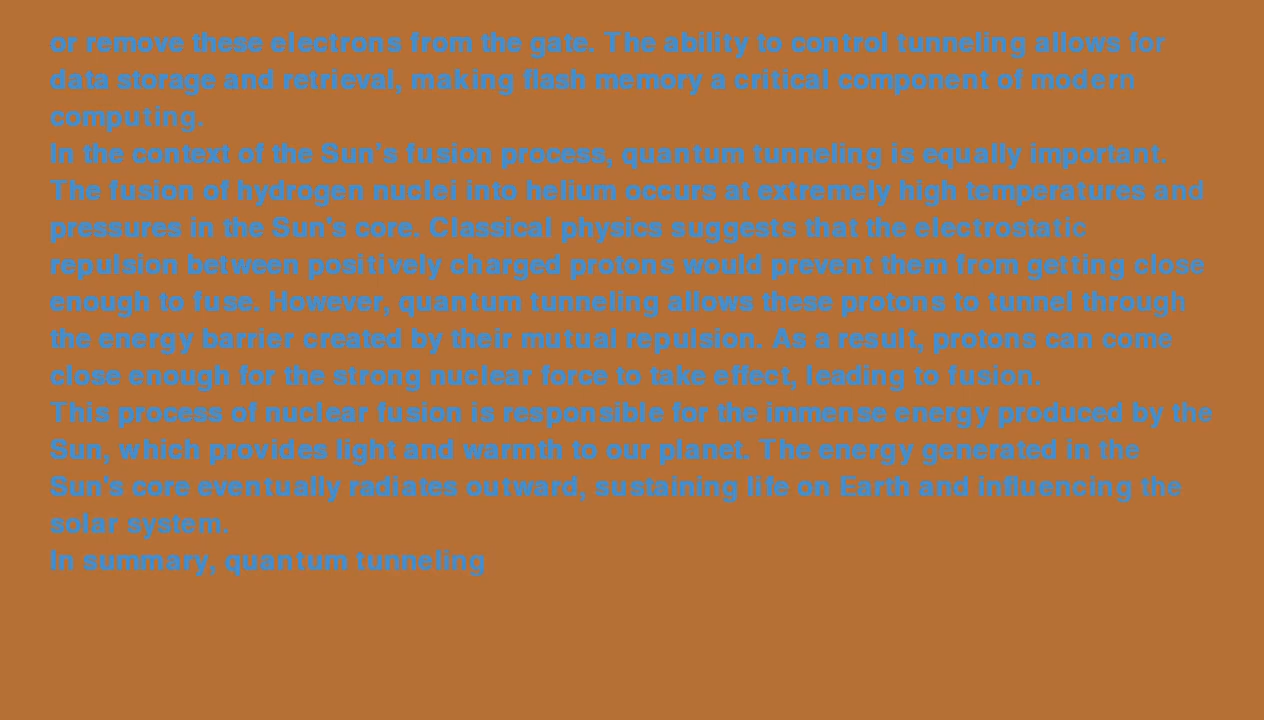 or remove these electrons from the gate. The ability to control tunneling allows for
data storage and retrieval, making flash memory a critical component of modern
computing.
In the context of the Sun's fusion process, quantum tunneling is equally important.
The fusion of hydrogen nuclei into helium occurs at extremely high temperatures and
pressures in the Sun's core. Classical physics suggests that the electrostatic
repulsion between positively charged protons would prevent them from getting close
enough to fuse. However, quantum tunneling allows these protons to tunnel through
the energy barrier created by their mutual repulsion. As a result, protons can come
close enough for the strong nuclear force to take effect, leading to fusion.
This process of nuclear fusion is responsible for the immense energy produced by the
Sun, which provides light and warmth to our planet. The energy generated in the
Sun's core eventually radiates outward, sustaining life on Earth and influencing the
solar system.
In summary, quantum tunneling